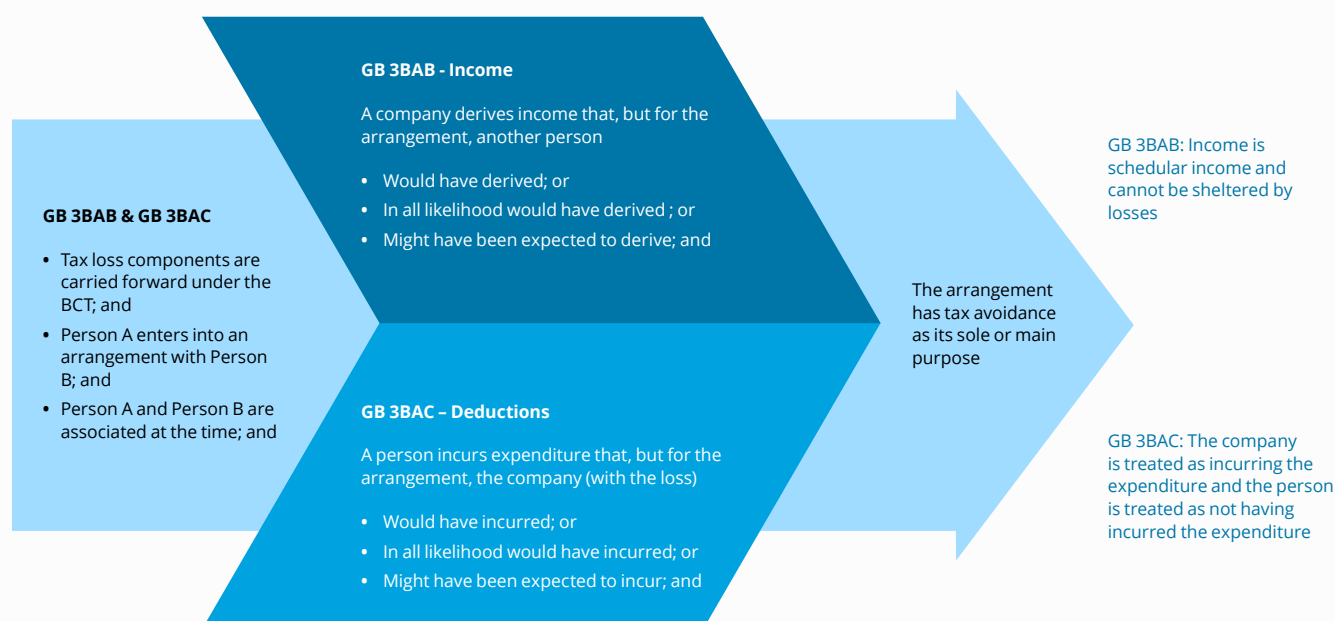 GB 3BAB & GB 3BAC
• Tax loss components are
carried forward under the
BCT; and
• Person A enters into an
arrangement with Person
B; and
• Person A and Person B are
associated at the time; and
GB 3BAB - Income
A company derives income that, but for the
arrangement, another person
• Would have derived; or
• In all likelihood would have derived ; or
• Might have been expected to derive; and
GB 3BAC – Deductions
A person incurs expenditure that, but for the
arrangement, the company (with the loss)
• Would have incurred; or
• In all likelihood would have incurred; or
• Might have been expected to incur; and
The arrangement
has tax avoidance
as its sole or main
purpose
GB 3BAB: Income is
schedular income and
cannot be sheltered by
losses
GB 3BAC: The company
is treated as incurring the
expenditure and the person
is treated as not having
incurred the expenditure